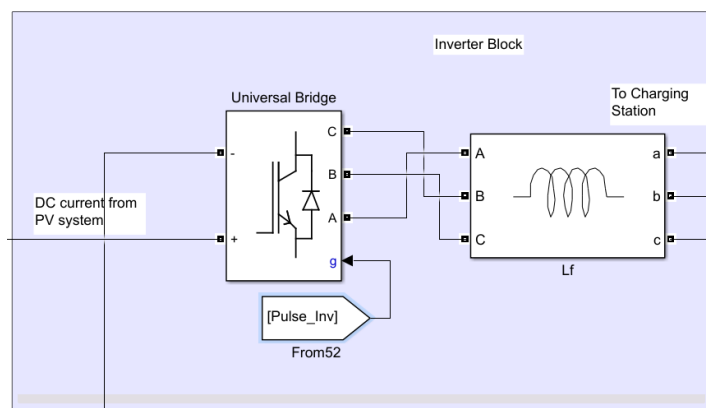 Inverter Block
Universal Bridge
To Charging
Station
C
-
B
A
+
g
DC current from
PV system
A
B
C
a
b
c
Lf
[Pulse_Inv]
From52